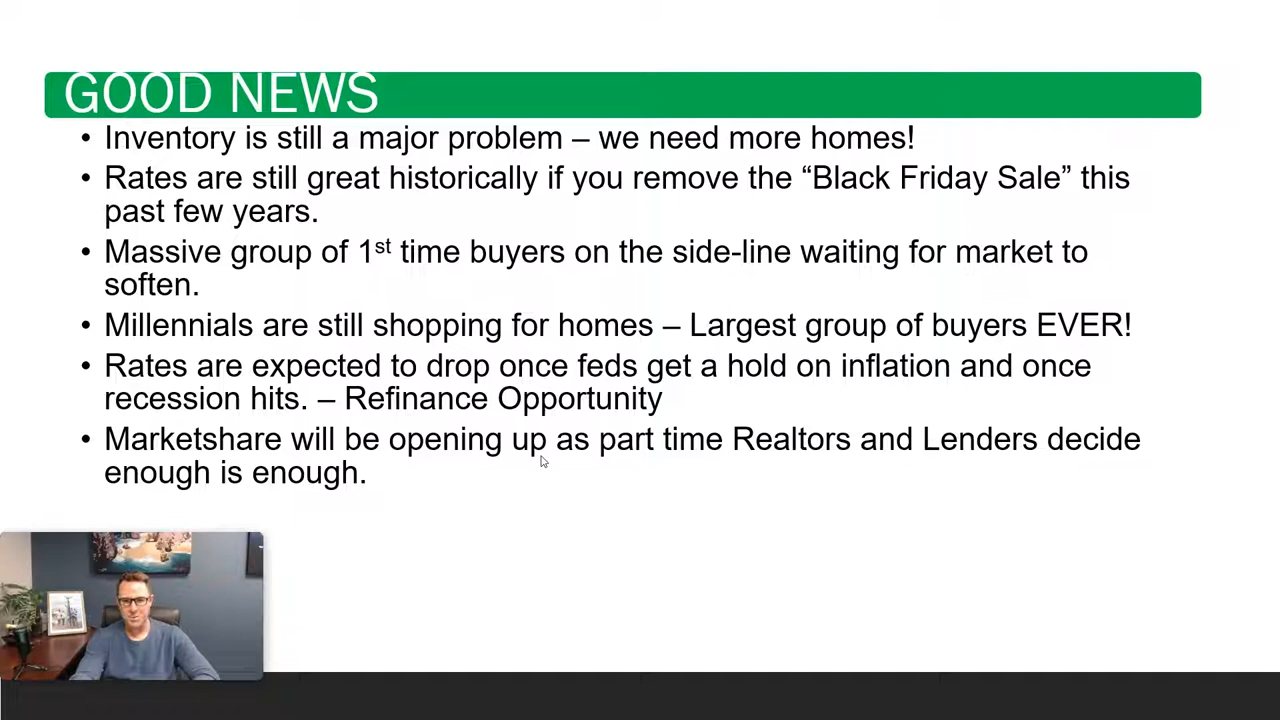 GOOD NEWS
• Inventory is still a major problem – we need more homes!
• Rates are still great historically if you remove the “Black Friday Sale” this
past few years.
• Massive group of 1st time buyers on the side-line waiting for market to
soften.
• Millennials are still shopping for homes – Largest group of buyers EVER!
• Rates are expected to drop once feds get a hold on inflation and once
recession hits. – Refinance Opportunity
• Marketshare will be opening up as part time Realtors and Lenders decide
enough is enough.